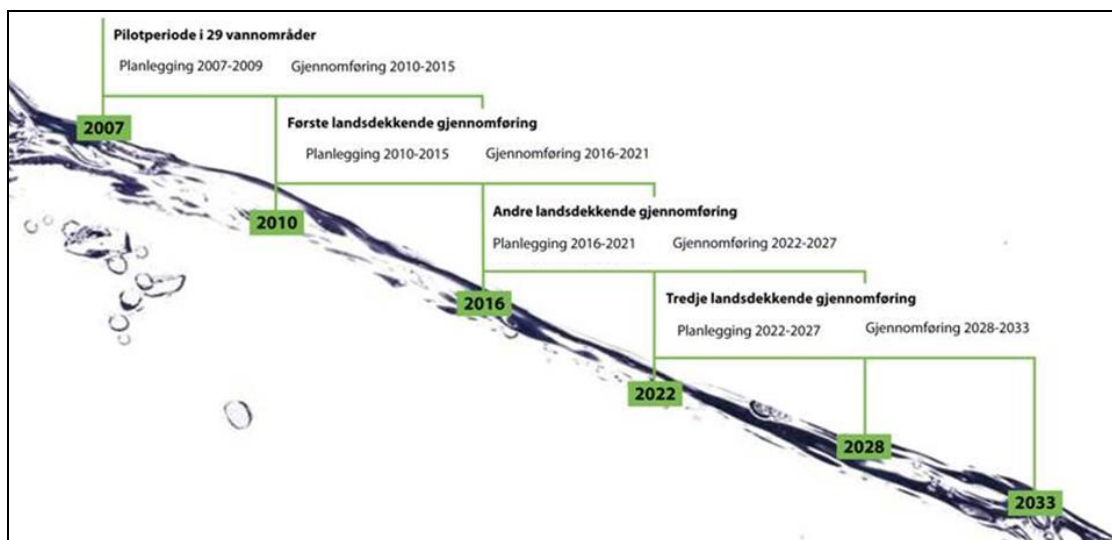 Pilotperiode i 29 vannområder
Planlegging 2007-2009 Gjennomføring 2010-2015
2007
Første landsdekkende gjennomføring
Planlegging 2010-2015 Gjennomføring 2016-2021
2010
Andre landsdekkende gjennomføring
Planlegging 2016-2021 Gjennomføring 2022-2027
2016
Tredje landsdekkende gjennomføring
Planlegging 2022-2027 Gjennomføring 2028-2033
2022
2028
2033